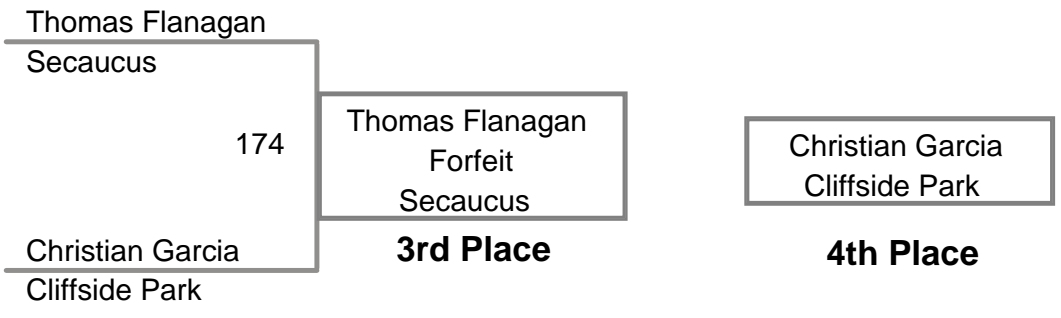 Thomas Flanagan
Secaucus
174
Christian Garcia
Cliffside Park
Thomas Flanagan
Forfeit
Secaucus
3rd Place
Christian Garcia
Cliffside Park
4th Place